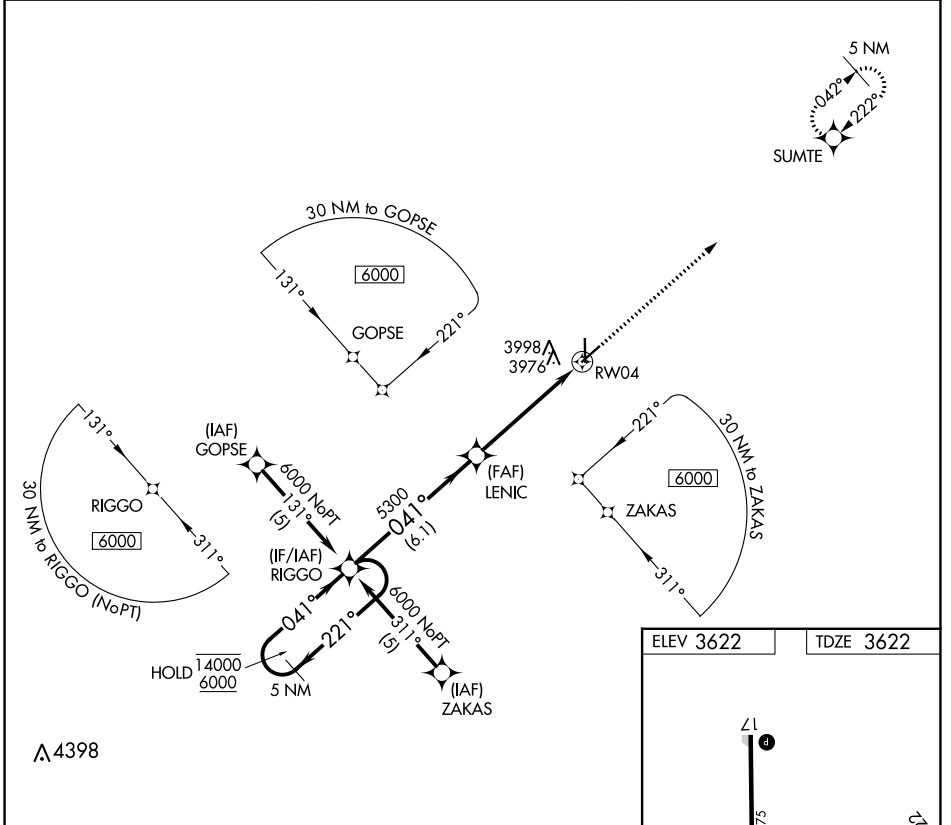 5 NM
042°
222°
SUMTE
30 NM to GOPSE
6000
131°
GOPSE
221°
3998
3976
RW04
131°
(IAF)
GOPSE
6000 NoPT
131°
(5)
(FAF)
LENIC
221°
30 NM to ZAKAS
6000
ZAKAS
311°
RIGGO
6000
311°
30 NM to RIGGO (NoPT)
5300
041°
(6.1)
(IF/IAF)
RIGGO
041°
221°
6000 NoPT
311°
(5)
HOLD 14000
6000
5 NM
(IAF)
ZAKAS
4398
ELEV 3622
TDZE 3622
17
P
75
22